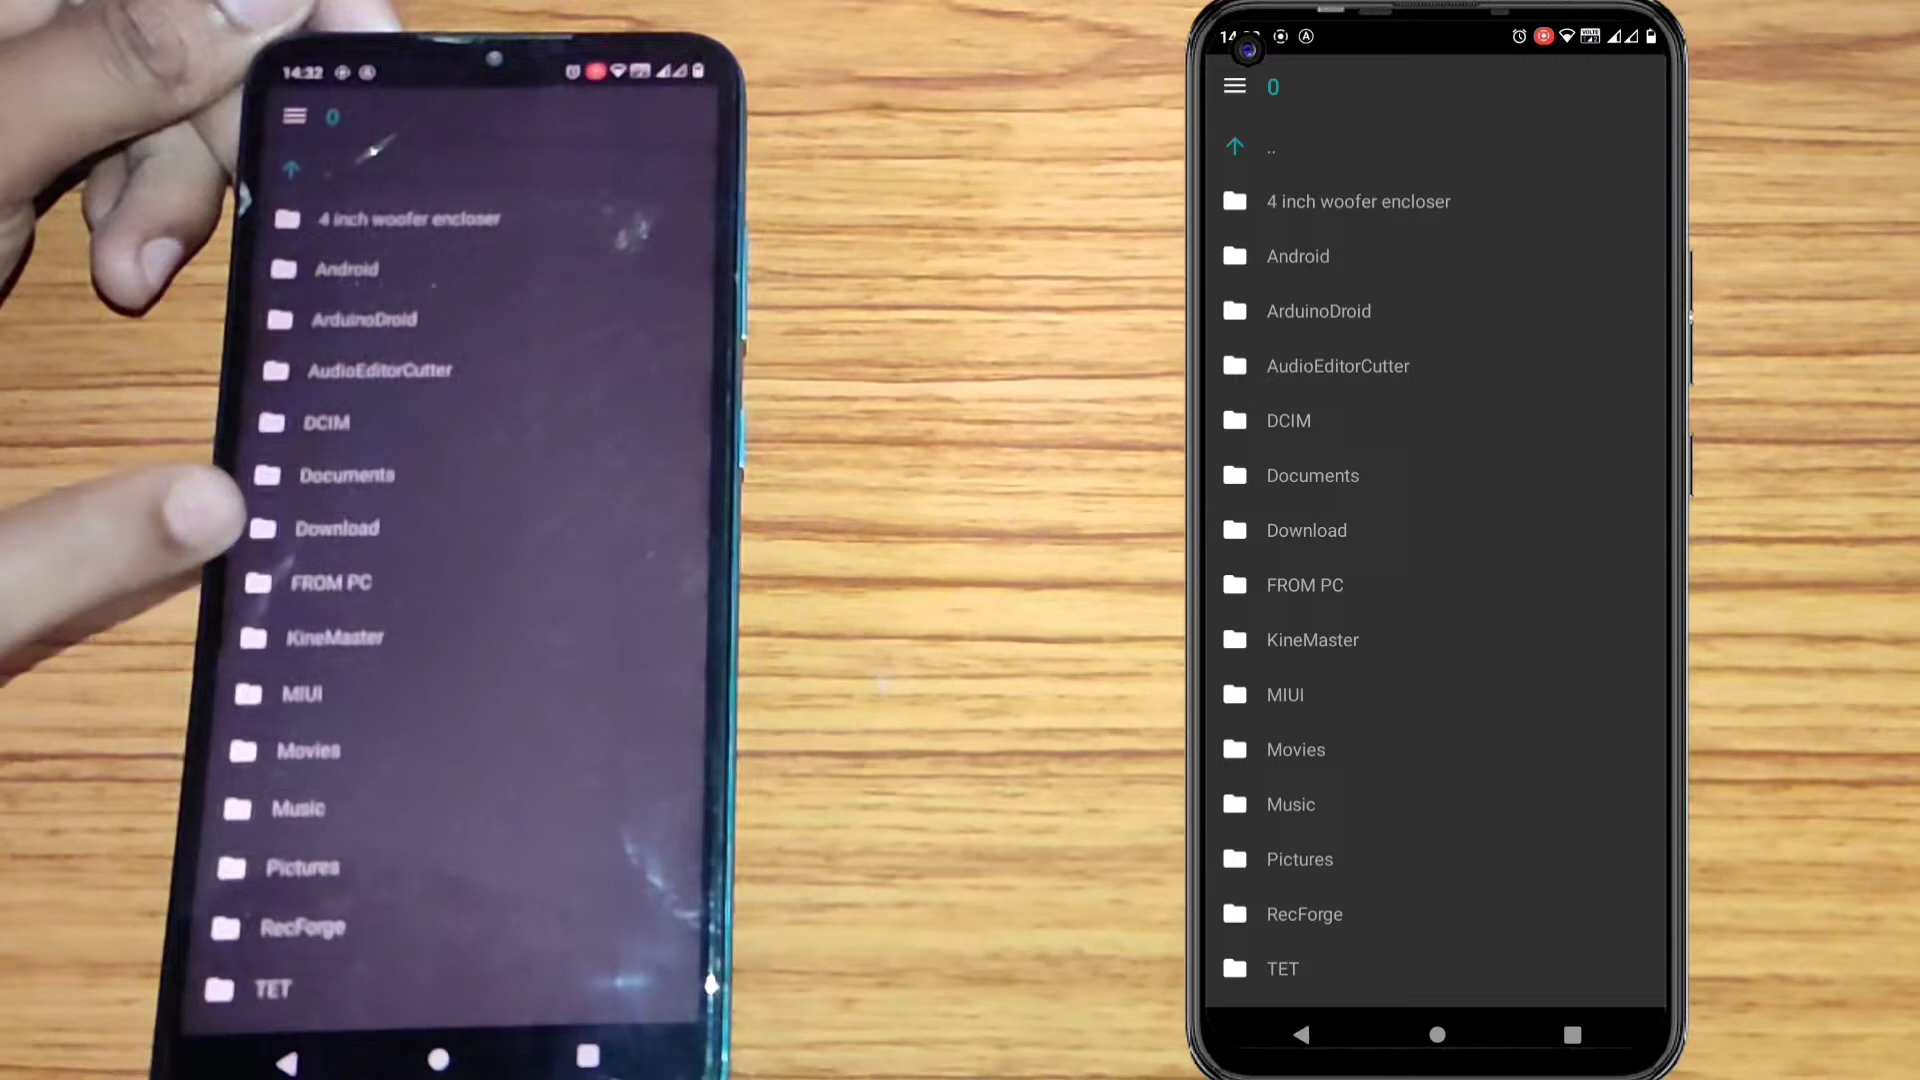 14:32
0
4 inch woofer encloser
Android
ArduinoDroid
AudioEditorCutter
DCIM
Documents
Download
FROM PC
KineMaster
MIUI
Movies
Music
Pictures
RecForge
TET
A
0
..
4 inch woofer encloser
Android
ArduinoDroid
AudioEditorCutter
DCIM
Documents
Download
FROM PC
KineMaster
MIUI
Movies
Music
Pictures
RecForge
TET